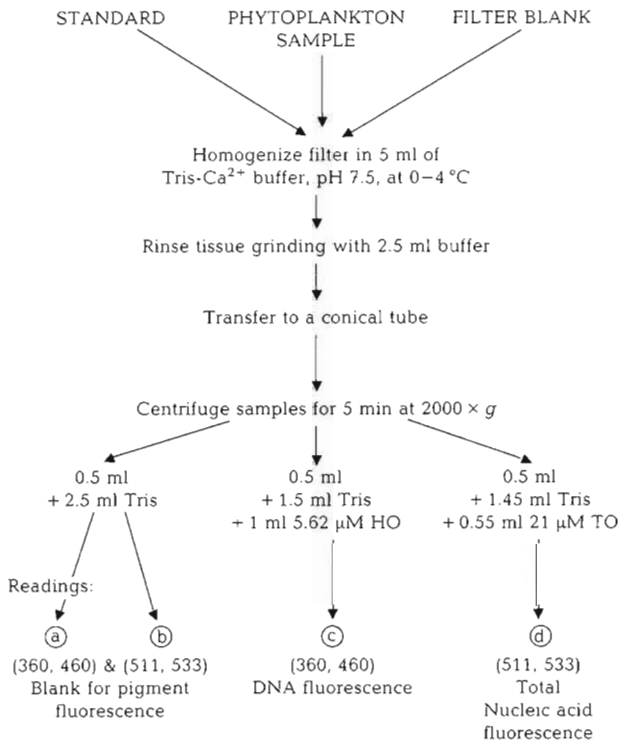 STANDARD
PHYTOPLANKTON
SAMPLE
FILTER BLANK
Homogenize filter in 5 ml of
Tris-Ca²⁺ buffer, pH 7.5, at 0–4 °C
Rinse tissue grinding with 2.5 ml buffer
Transfer to a conical tube
Centrifuge samples for 5 min at 2000 × g
0.5 ml
+ 2.5 ml Tris
0.5 ml
+ 1.5 ml Tris
+ 1 ml 5.62 µM HO
0.5 ml
+ 1.45 ml Tris
+ 0.55 ml 21 µM TO
Readings:
ⓐ
ⓑ
(360, 460) & (511, 533)
Blank for pigment
fluorescence
ⓒ
(360, 460)
DNA fluorescence
ⓓ
(511, 533)
Total
Nucleic acid
fluorescence